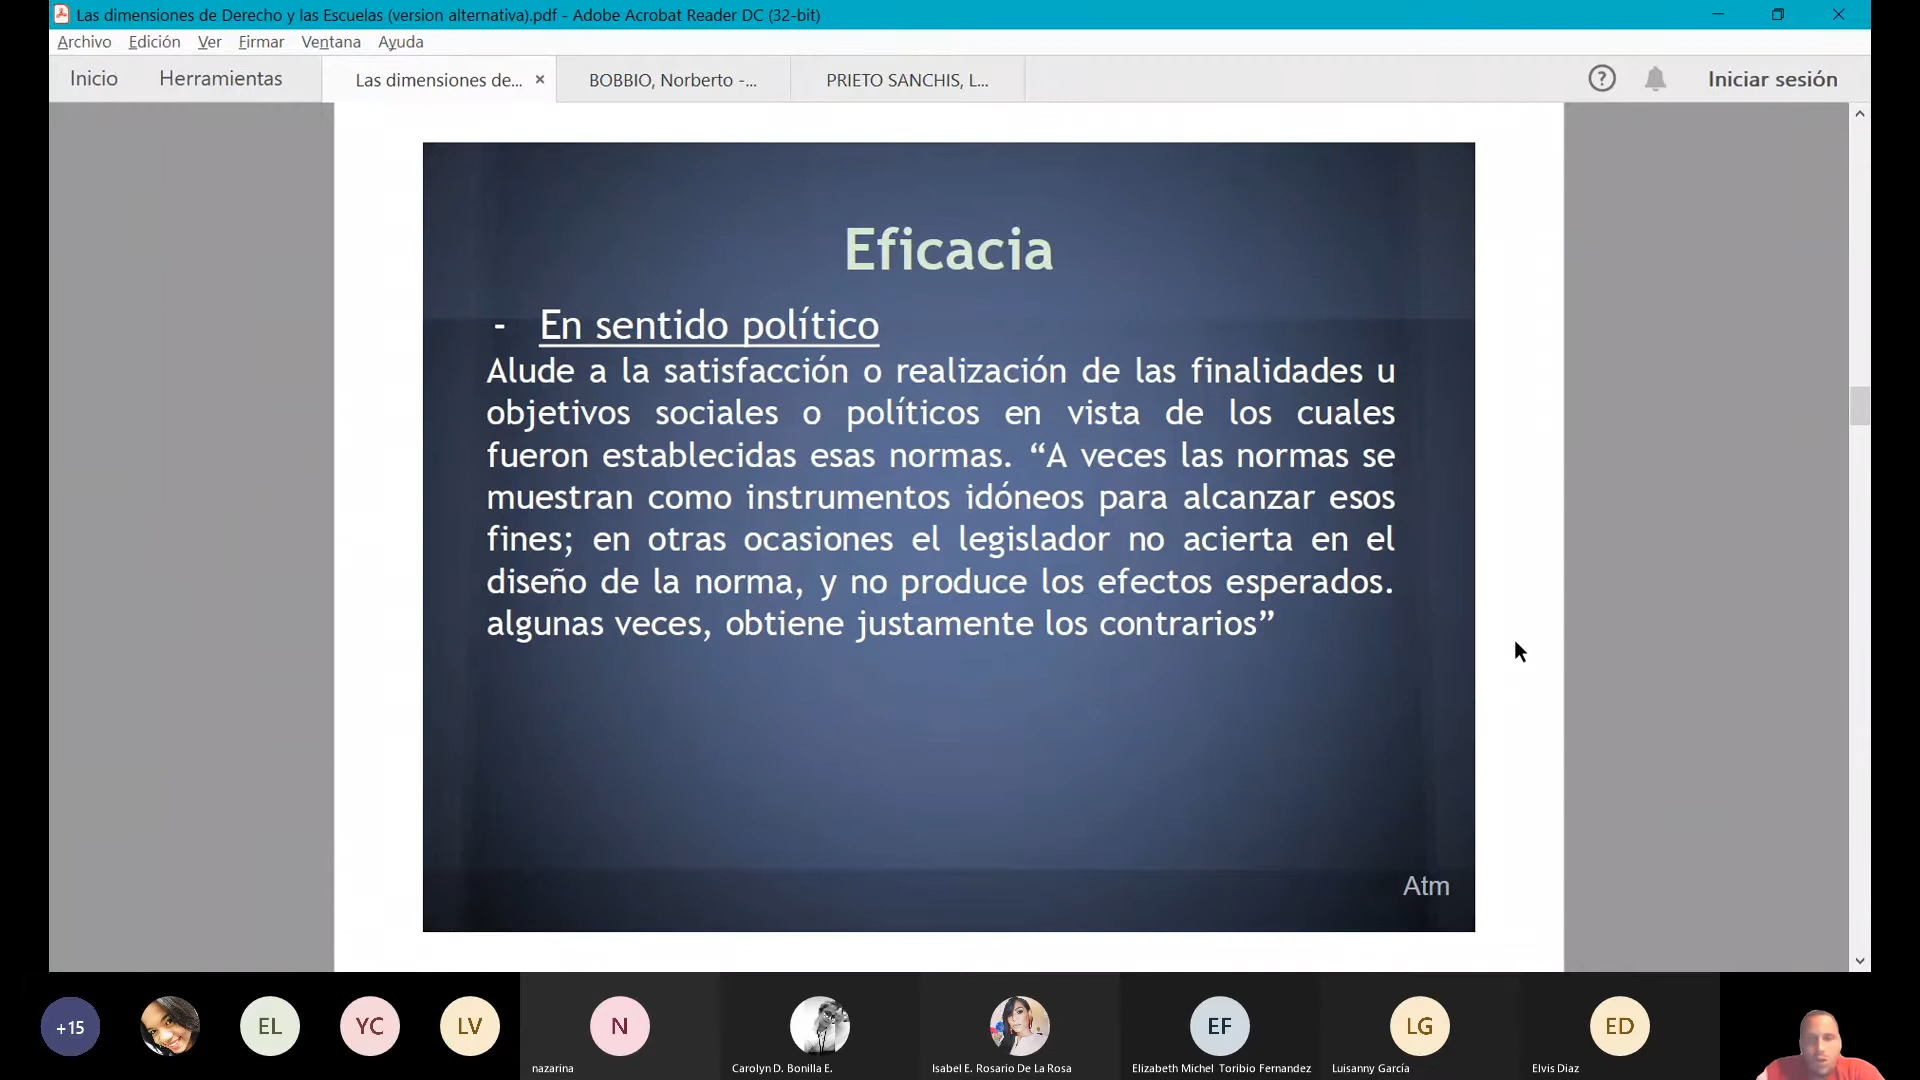 Las dimensiones de Derecho y las Escuelas (version alternativa).pdf - Adobe Acrobat Reader DC (32-bit)
Archivo Edición Ver Firmar Ventana Ayuda
Inicio Herramientas Las dimensiones de... × BOBBIO, Norberto -... PRIETO SANCHIS, L... ? Iniciar sesión
Eficacia
- En sentido político
Alude a la satisfacción o realización de las finalidades u
objetivos sociales o políticos en vista de los cuales
fueron establecidas esas normas. “A veces las normas se
muestran como instrumentos idóneos para alcanzar esos
fines; en otras ocasiones el legislador no acierta en el
diseño de la norma, y no produce los efectos esperados.
algunas veces, obtiene justamente los contrarios”
Atm
+15 EL YC LV N EF LG ED
nazarina Carolyn D. Bonilla E. Isabel E. Rosario De La Rosa Elizabeth Michel Toribio Fernandez Luisanny García Elvis Diaz